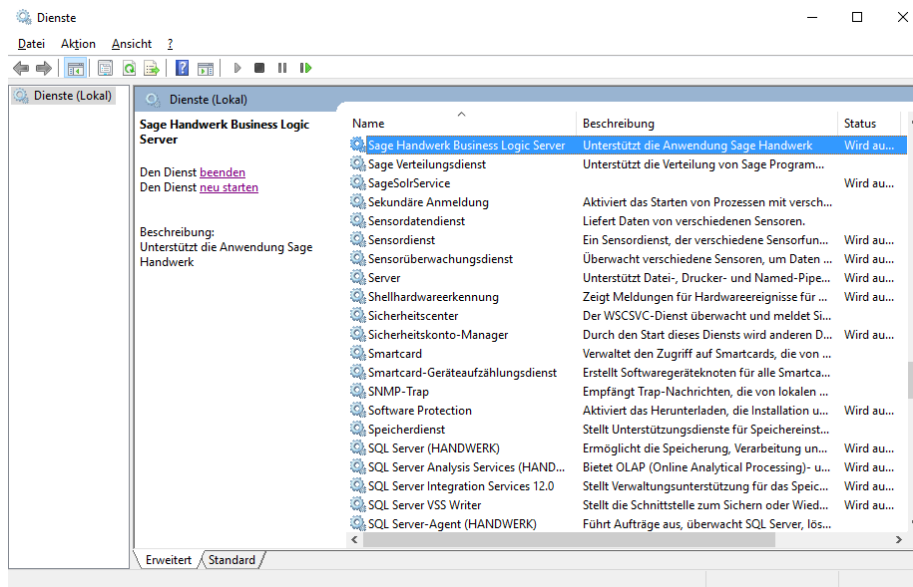 Dienste
Datei Aktion Ansicht ?
Dienste (Lokal)
Dienste (Lokal)
Sage Handwerk Business Logic
Server
Den Dienst beenden
Den Dienst neu starten
Beschreibung:
Unterstützt die Anwendung Sage
Handwerk
Name Beschreibung Status
Sage Handwerk Business Logic Server Unterstützt die Anwendung Sage Handwerk Wird au...
Sage Verteilungsdienst Unterstützt die Verteilung von Sage Program...
SageSolrService Wird au...
Sekundäre Anmeldung Aktiviert das Starten von Prozessen mit versch...
Sensordatendienst Liefert Daten von verschiedenen Sensoren.
Sensordienst Ein Sensordienst, der verschiedene Sensorfun... Wird au...
Sensorüberwachungsdienst Überwacht verschiedene Sensoren, um Daten ... Wird au...
Server Unterstützt Datei-, Drucker- und Named-Pipe... Wird au...
Shellhardwareerkennung Zeigt Meldungen für Hardwareereignisse für ... Wird au...
Sicherheitscenter Der WSCSVC-Dienst überwacht und meldet Si...
Sicherheitskonto-Manager Durch den Start dieses Diensts wird anderen D... Wird au...
Smartcard Verwaltet den Zugriff auf Smartcards, die von ...
Smartcard-Geräteaufzählungsdienst Erstellt Softwaregeräteknoten für alle Smartca...
SNMP-Trap Empfängt Trap-Nachrichten, die von lokalen ...
Software Protection Aktiviert das Herunterladen, die Installation u... Wird au...
Speicherdienst Stellt Unterstützungsdienste für Speichereinst...
SQL Server (HANDWERK) Ermöglicht die Speicherung, Verarbeitung un... Wird au...
SQL Server Analysis Services (HAND... Bietet OLAP (Online Analytical Processing)- u... Wird au...
SQL Server Integration Services 12.0 Stellt Verwaltungsunterstützung für das Speic... Wird au...
SQL Server VSS Writer Stellt die Schnittstelle zum Sichern oder Wied... Wird au...
SQL Server-Agent (HANDWERK) Führt Aufträge aus, überwacht SQL Server, lös...
Erweitert Standard